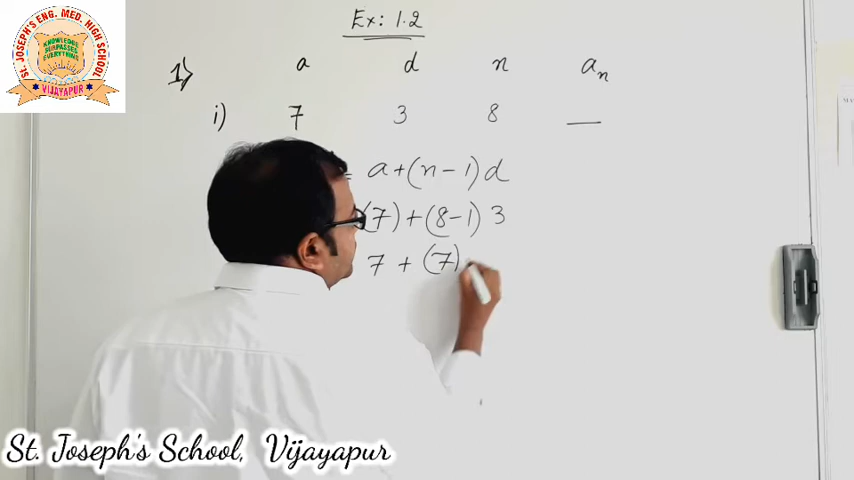 ST. JOSEPH'S ENG. MED. HIGH SCHOOL
KNOWLEDGE
SURPASSES
EVERYTHING
VIJAYAPUR
Ex: 1.2
1) a d n aₙ
i) 7 3 8 __
= a + (n - 1) d
(7) + (8-1) 3
7 + (7)
St. Joseph's School, Vijayapur